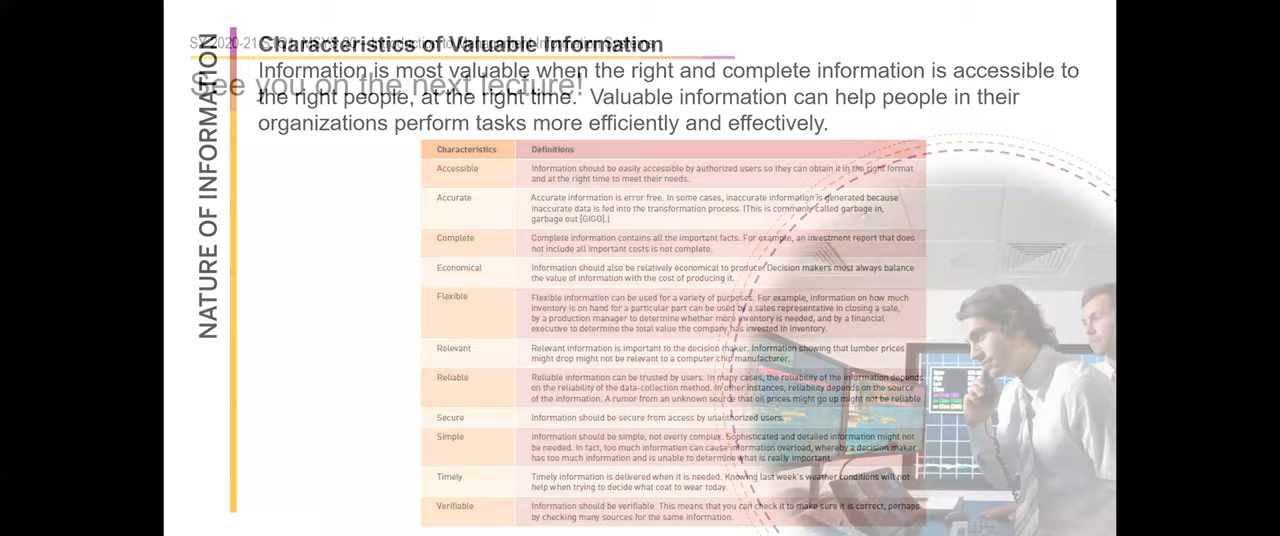 NATURE OF INFORMATION
Characteristics of Valuable Information
See you on the next lecture!
Information is most valuable when the right and complete information is accessible to
the right people, at the right time. Valuable information can help people in their
organizations perform tasks more efficiently and effectively.
Characteristics Definitions
Accessible Information should be easily accessible by authorized users so they can obtain it in the right format
and at the right time to meet their needs.
Accurate Accurate information is error free. In some cases, inaccurate information is generated because
inaccurate data is fed into the transformation process. [This is commonly called garbage in,
garbage out [GIGO].]
Complete Complete information contains all the important facts. For example, an investment report that does
not include all important costs is not complete.
Economical Information should also be relatively economical to produce. Decision makers must always balance
the value of information with the cost of producing it.
Flexible Flexible information can be used for a variety of purposes. For example, information on how much
inventory is on hand for a particular part can be used by a sales representative in closing a sale,
by a production manager to determine whether more inventory is needed, and by a financial
executive to determine the total value the company has invested in inventory.
Relevant Relevant information is important to the decision maker. Information showing that lumber prices
might drop might not be relevant to a computer chip manufacturer.
Reliable Reliable information can be trusted by users. In many cases, the reliability of the information depends
on the reliability of the data-collection method. In other instances, reliability depends on the source
of the information. A rumor from an unknown source that oil prices might go up might not be reliable.
Secure Information should be secure from access by unauthorized users.
Simple Information should be simple, not overly complex. Sophisticated and detailed information might not
be needed. In fact, too much information can cause information overload, whereby a decision maker
has too much information and is unable to determine what is really important.
Timely Timely information is delivered when it is needed. Knowing last week's weather conditions will not
help when trying to decide what coat to wear today.
Verifiable Information should be verifiable. This means that you can check it to make sure it is correct, perhaps
by checking many sources for the same information.